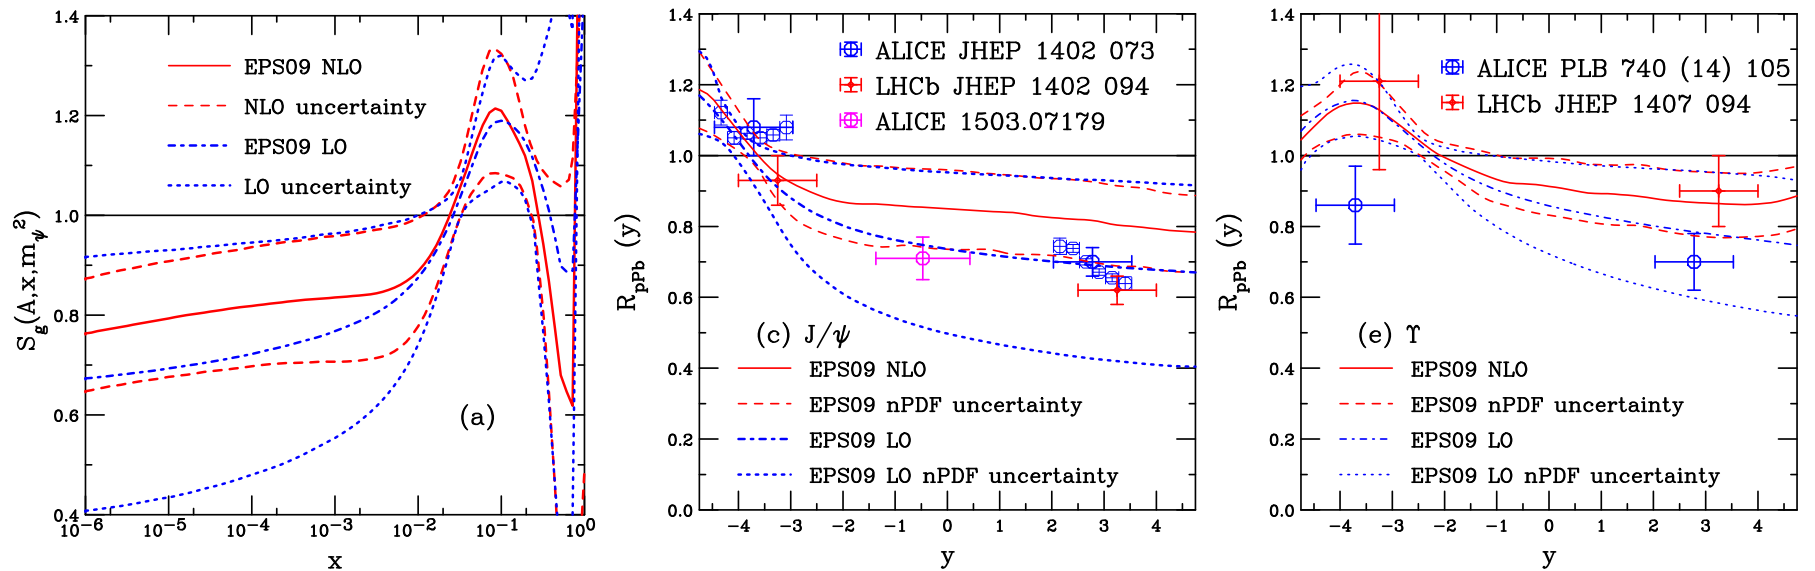 EPS09 NLO
NLO uncertainty
EPS09 LO
LO uncertainty
(a)
S_g(A,x,m_ψ^2)
1.4
1.2
1.0
0.8
0.6
0.4
10^-6 10^-5 10^-4 10^-3 10^-2 10^-1 10^0
x
ALICE JHEP 1402 073
LHCb JHEP 1402 094
ALICE 1503.07179
(c) J/ψ
EPS09 NLO
EPS09 nPDF uncertainty
EPS09 LO
EPS09 LO nPDF uncertainty
R_pPb (y)
1.4
1.2
1.0
0.8
0.6
0.4
0.2
0.0
-4 -3 -2 -1 0 1 2 3 4
y
ALICE PLB 740 (14) 105
LHCb JHEP 1407 094
(e) ϒ
EPS09 NLO
EPS09 nPDF uncertainty
EPS09 LO
EPS09 LO nPDF uncertainty
R_pPb (y)
1.4
1.2
1.0
0.8
0.6
0.4
0.2
0.0
-4 -3 -2 -1 0 1 2 3 4
y